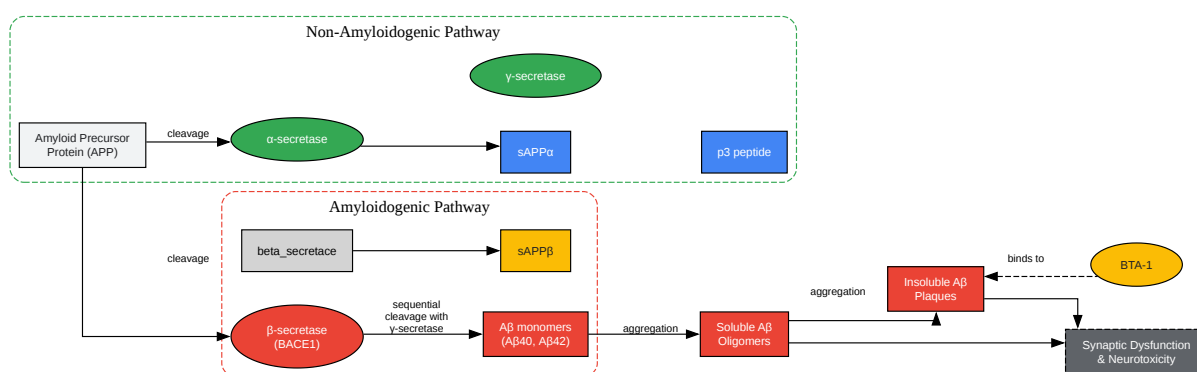 Non-Amyloidogenic Pathway
γ-secretase
Amyloid Precursor
Protein (APP)
cleavage
α-secretase
sAPPα
p3 peptide
Amyloidogenic Pathway
cleavage
beta_secretace
sAPPβ
binds to
BTA-1
aggregation
Insoluble Aβ
Plaques
β-secretase
(BACE1)
sequential
cleavage with
γ-secretase
Aβ monomers
(Aβ40, Aβ42)
aggregation
Soluble Aβ
Oligomers
Synaptic Dysfunction
& Neurotoxicity